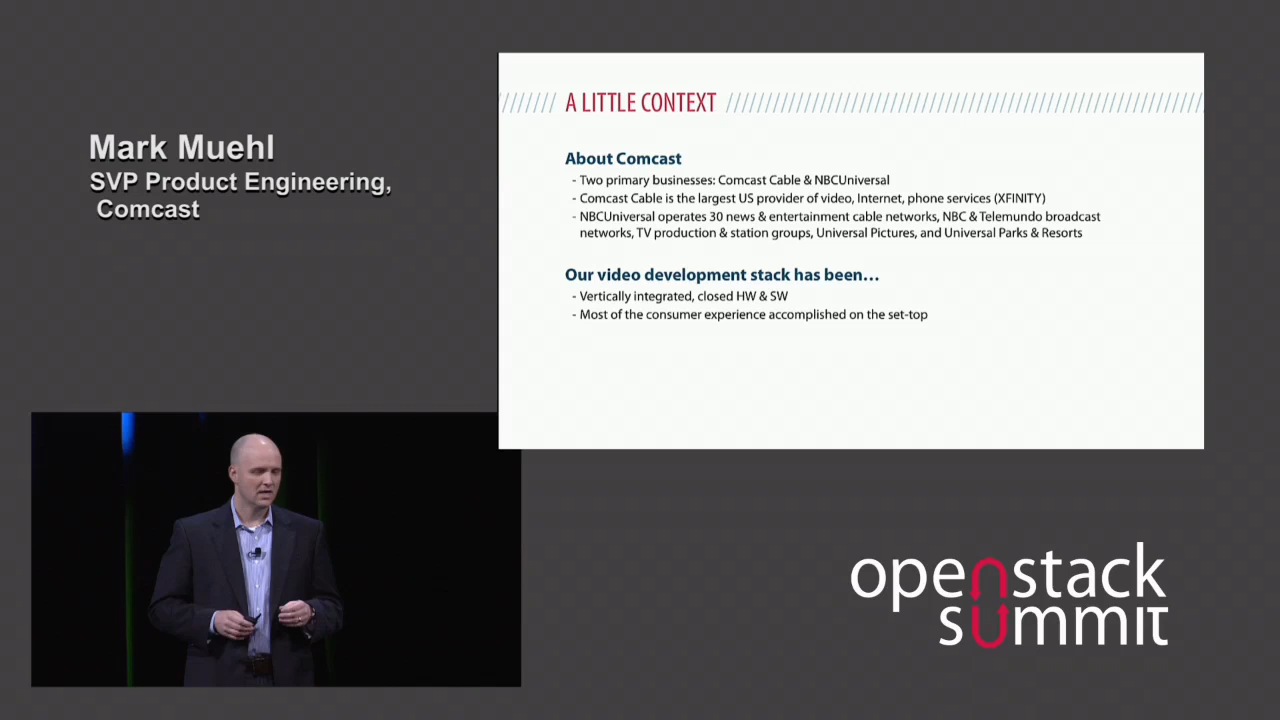 Mark Muehl
SVP Product Engineering,
Comcast
A LITTLE CONTEXT
About Comcast
- Two primary businesses: Comcast Cable & NBCUniversal
- Comcast Cable is the largest US provider of video, Internet, phone services (XFINITY)
- NBCUniversal operates 30 news & entertainment cable networks, NBC & Telemundo broadcast
networks, TV production & station groups, Universal Pictures, and Universal Parks & Resorts
Our video development stack has been...
- Vertically integrated, closed HW & SW
- Most of the consumer experience accomplished on the set-top
openstack
summit